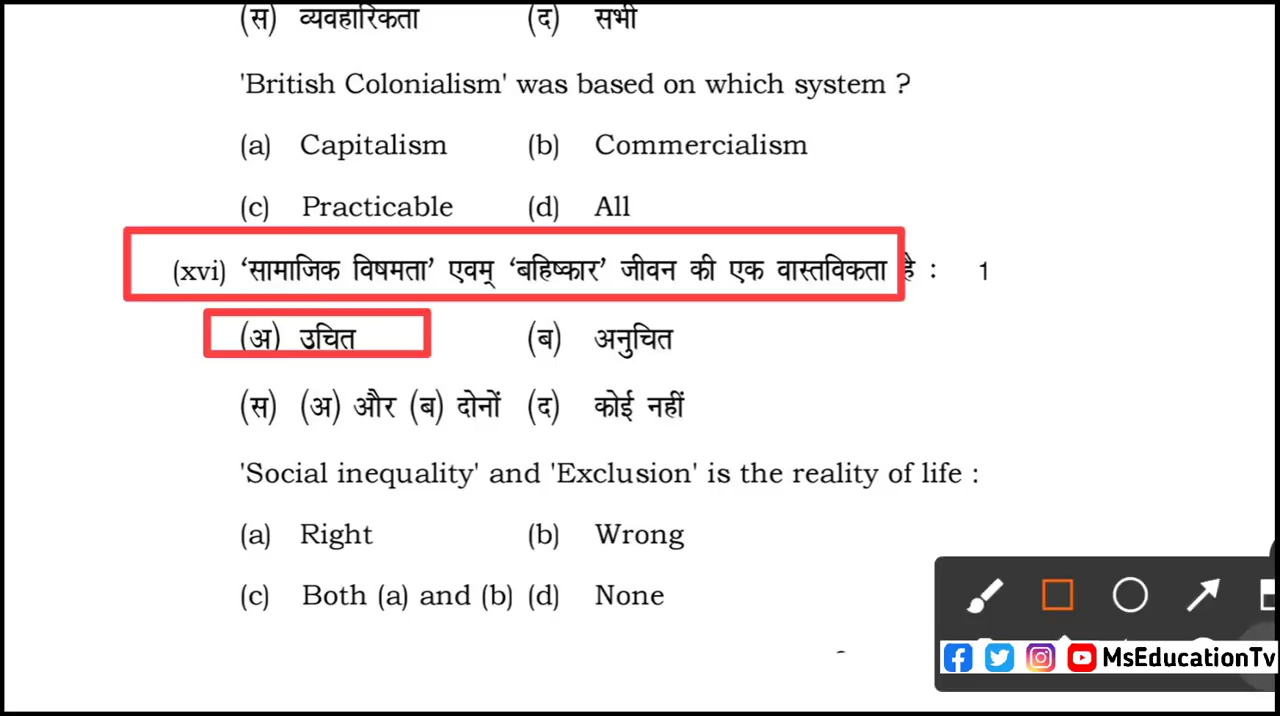 (स) व्यवहारिकता (द) सभी
'British Colonialism' was based on which system ?
(a) Capitalism (b) Commercialism
(c) Practicable (d) All
(xvi) ‘सामाजिक विषमता’ एवम् ‘बहिष्कार’ जीवन की एक वास्तविकता है : 1
(अ) उचित (ब) अनुचित
(स) (अ) और (ब) दोनों (द) कोई नहीं
'Social inequality' and 'Exclusion' is the reality of life :
(a) Right (b) Wrong
(c) Both (a) and (b) (d) None
MsEducationTv